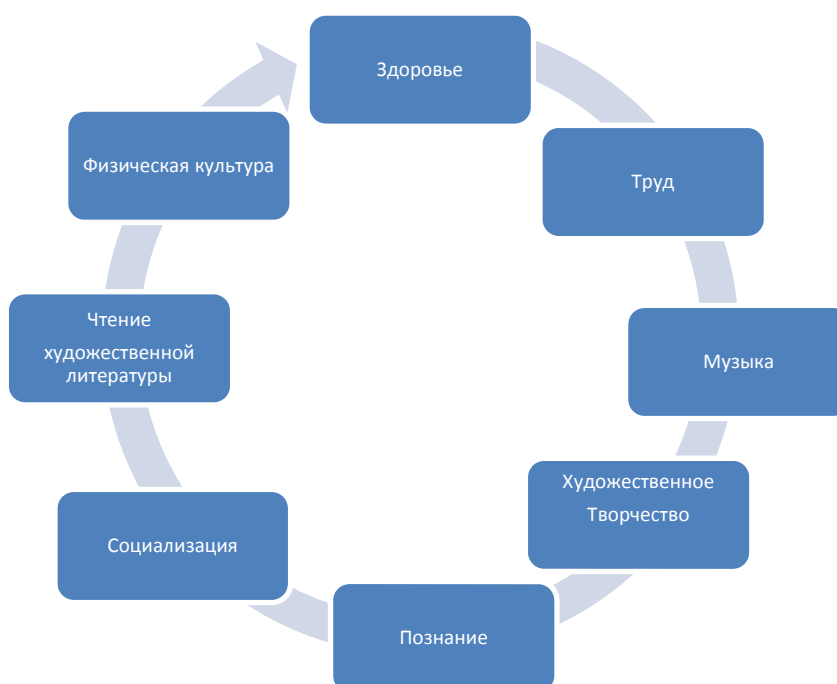 Здоровье
Труд
Музыка
Художественное
Творчество
Познание
Социализация
Чтение
художественной
литературы
Физическая культура